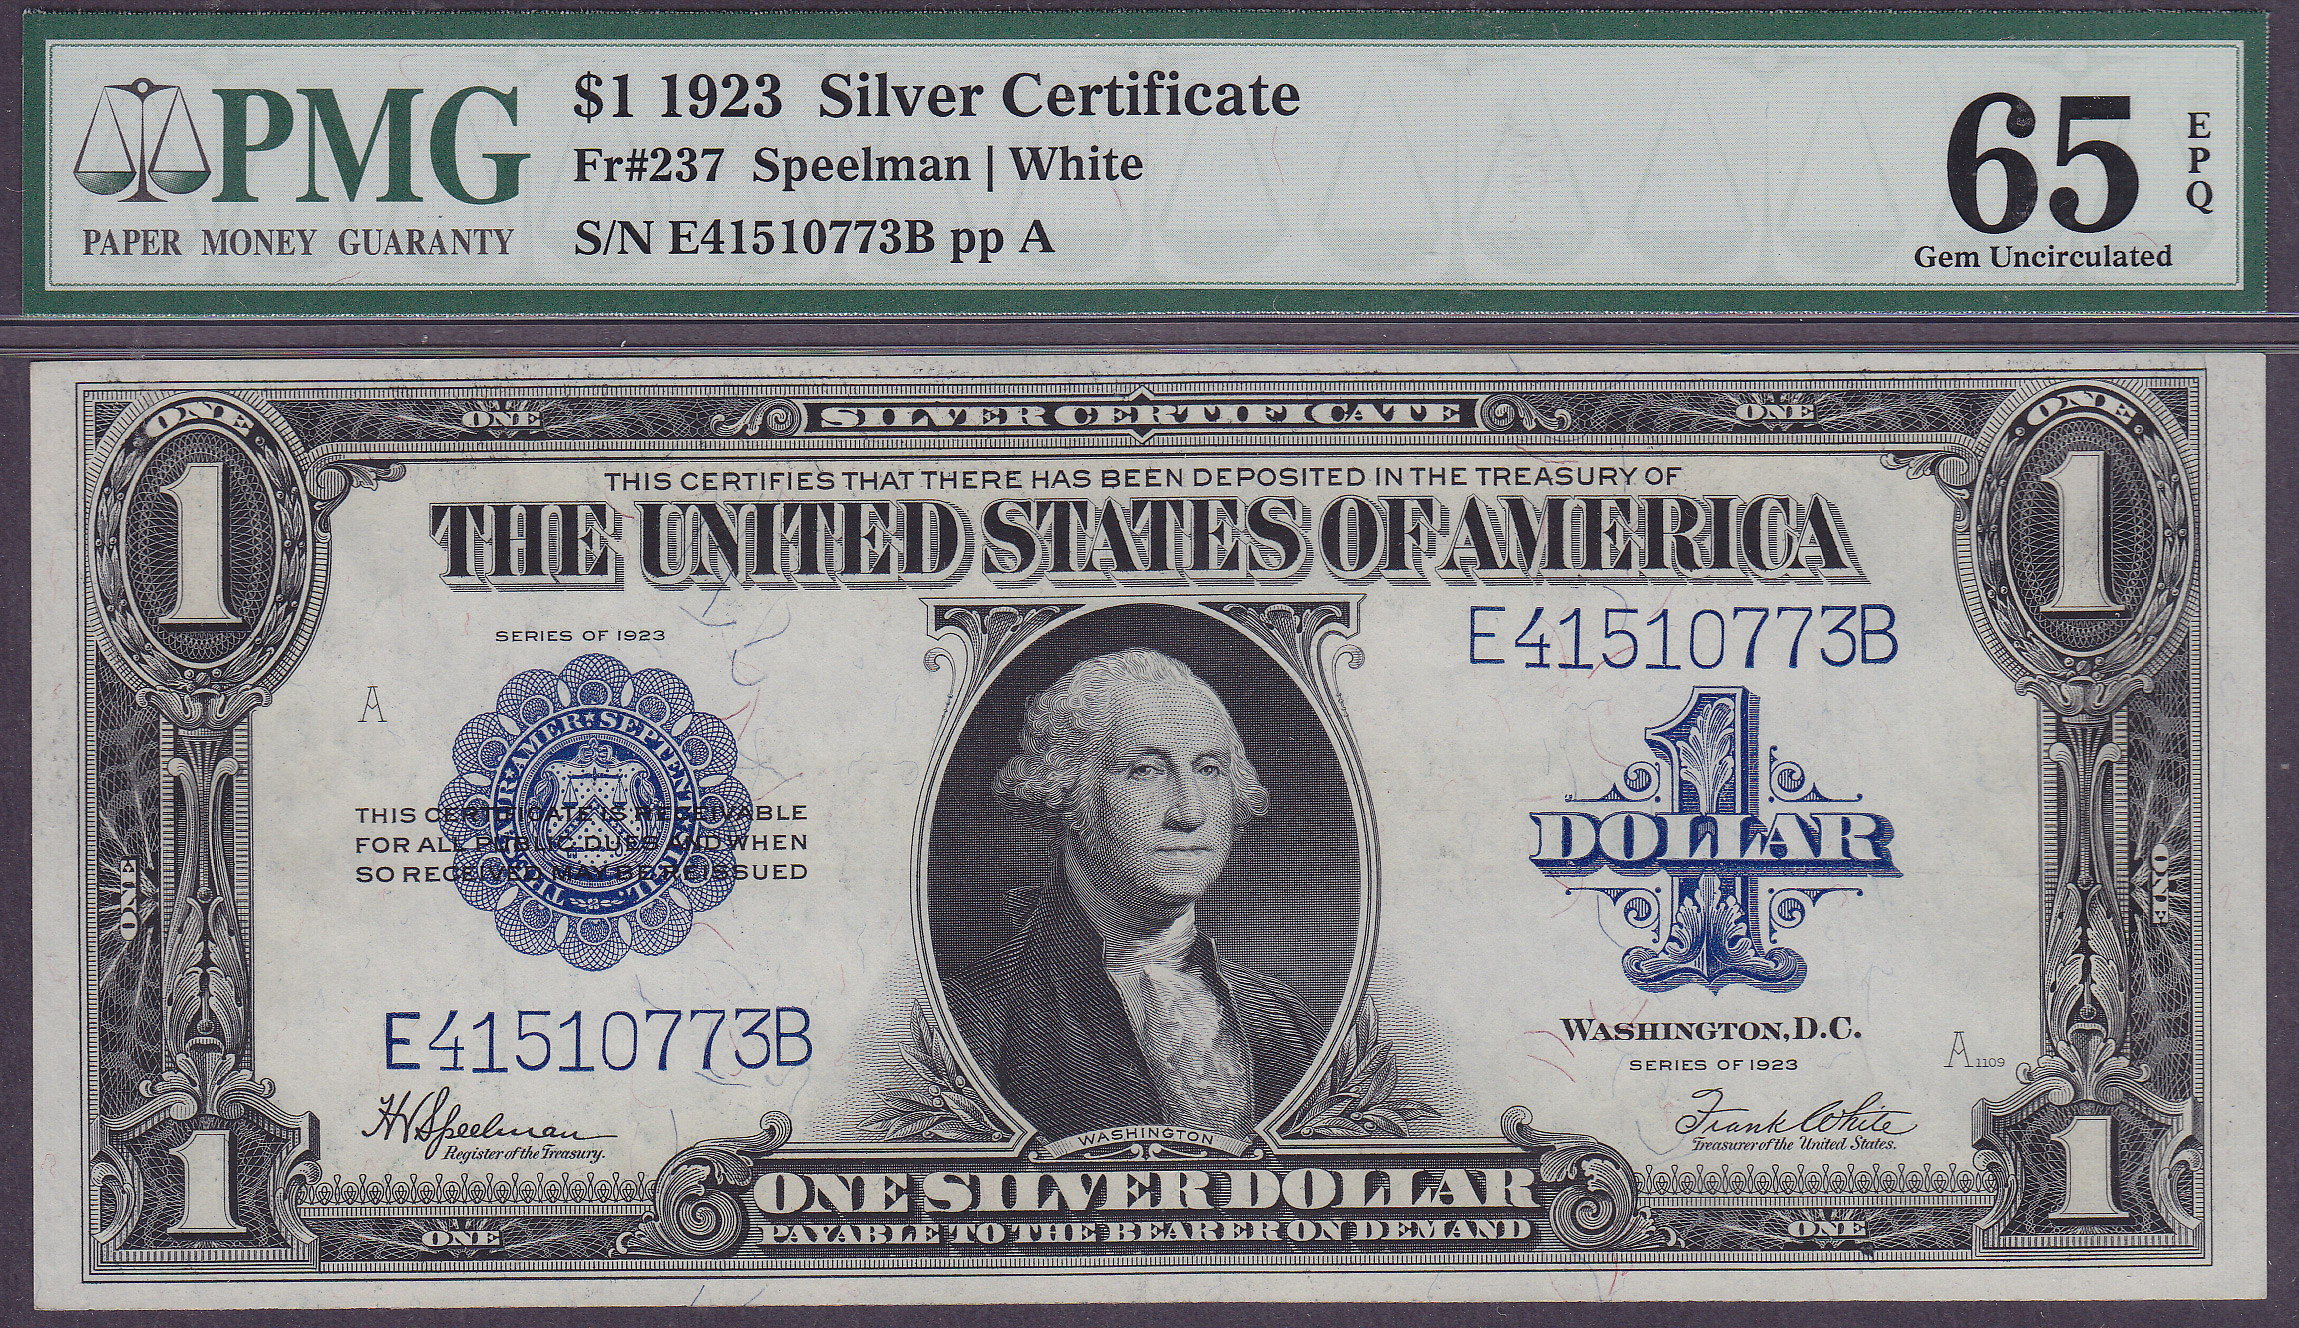 PMG
PAPER MONEY GUARANTY
$1 1923 Silver Certificate
Fr#237 Speelman | White
S/N E41510773B pp A
65
EPQ
Gem Uncirculated
ONE
ONE
SILVER CERTIFICATE
ONE
ONE
1
1
THIS CERTIFIES THAT THERE HAS BEEN DEPOSITED IN THE TREASURY OF
THE UNITED STATES OF AMERICA
SERIES OF 1923
E41510773B
A
THESAUR. AMER. SEPTENT. SIGIL.
THIS CERTIFICATE IS RECEIVABLE
FOR ALL PUBLIC DUES AND WHEN
SO RECEIVED MAY BE REISSUED
1
DOLLAR
ONE
ONE
E41510773B
WASHINGTON, D.C.
SERIES OF 1923
A 1109
H V Speelman
Register of the Treasury.
Frank White
Treasurer of the United States.
WASHINGTON
1
1
ONE SILVER DOLLAR
PAYABLE TO THE BEARER ON DEMAND
ONE
ONE